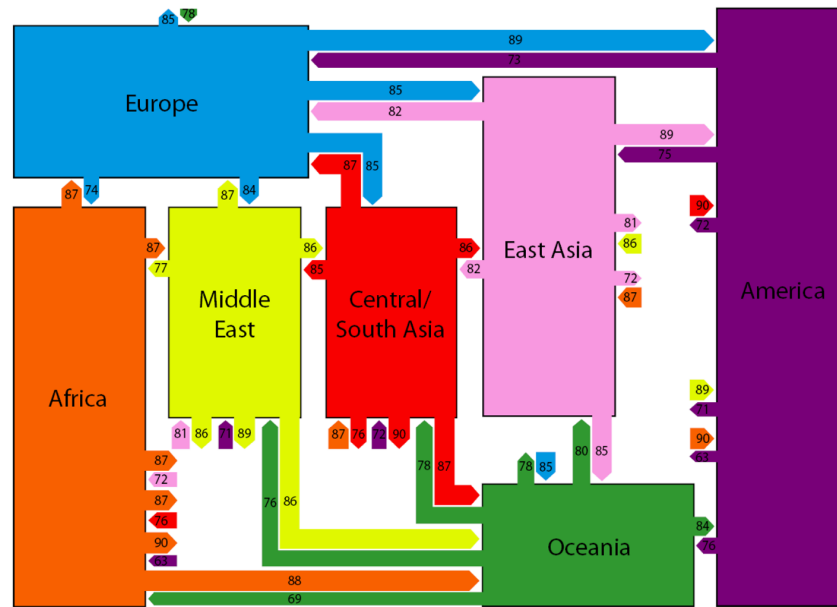 85 78
89
73
Europe
85
82
89
87 85
75
87 74 87 84
90
72
81
87 86 86 86
East Asia
77 85 82
72
87
Middle
East
Central/
South Asia
America
Africa
89
71
81 86 71 89 87 76 72 90
90
63
87
72
87
76
90
63
76 86 78 87 78 85 80 85
84
76
Oceania
88
69